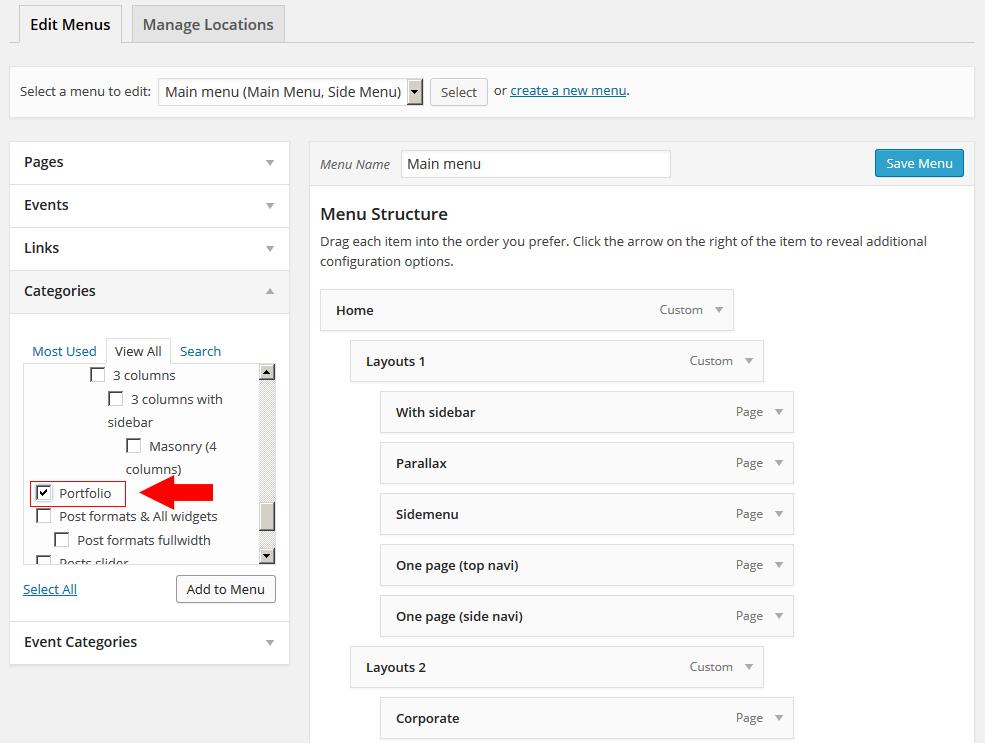 Edit Menus
Manage Locations
Select a menu to edit:
Main menu (Main Menu, Side Menu)
Select
or create a new menu.
Pages
Events
Links
Categories
Most Used
View All
Search
3 columns
3 columns with
sidebar
Masonry (4
columns)
Portfolio
Post formats & All widgets
Post formats fullwidth
Posts slider
Select All
Add to Menu
Event Categories
Menu Name
Main menu
Save Menu
Menu Structure
Drag each item into the order you prefer. Click the arrow on the right of the item to reveal additional
configuration options.
Home
Custom
Layouts 1
Custom
With sidebar
Page
Parallax
Page
Sidemenu
Page
One page (top navi)
Page
One page (side navi)
Page
Layouts 2
Custom
Corporate
Page